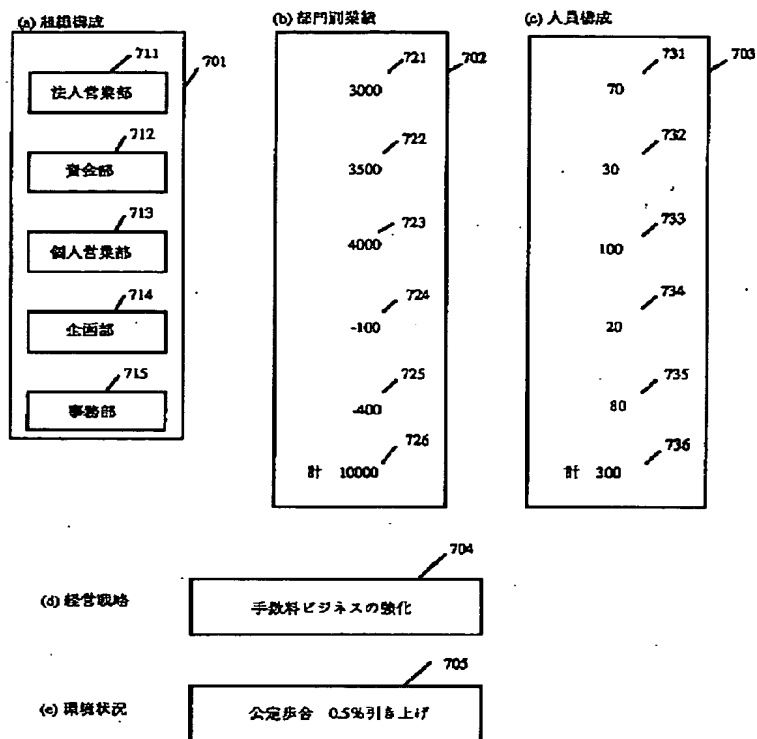 (a) 組織構成
711
701
法人営業部
712
資金部
713
個人営業部
714
企画部
715
事務部
(b) 部門別業績
721
702
3000
722
3500
723
4000
724
-100
725
-400
726
計 10000
(c) 人員構成
731
703
70
732
30
733
100
734
20
735
80
736
計 300
704
(d) 経営戦略
手数料ビジネスの強化
705
(e) 環境状況
公定歩合 0.5%引き上げ